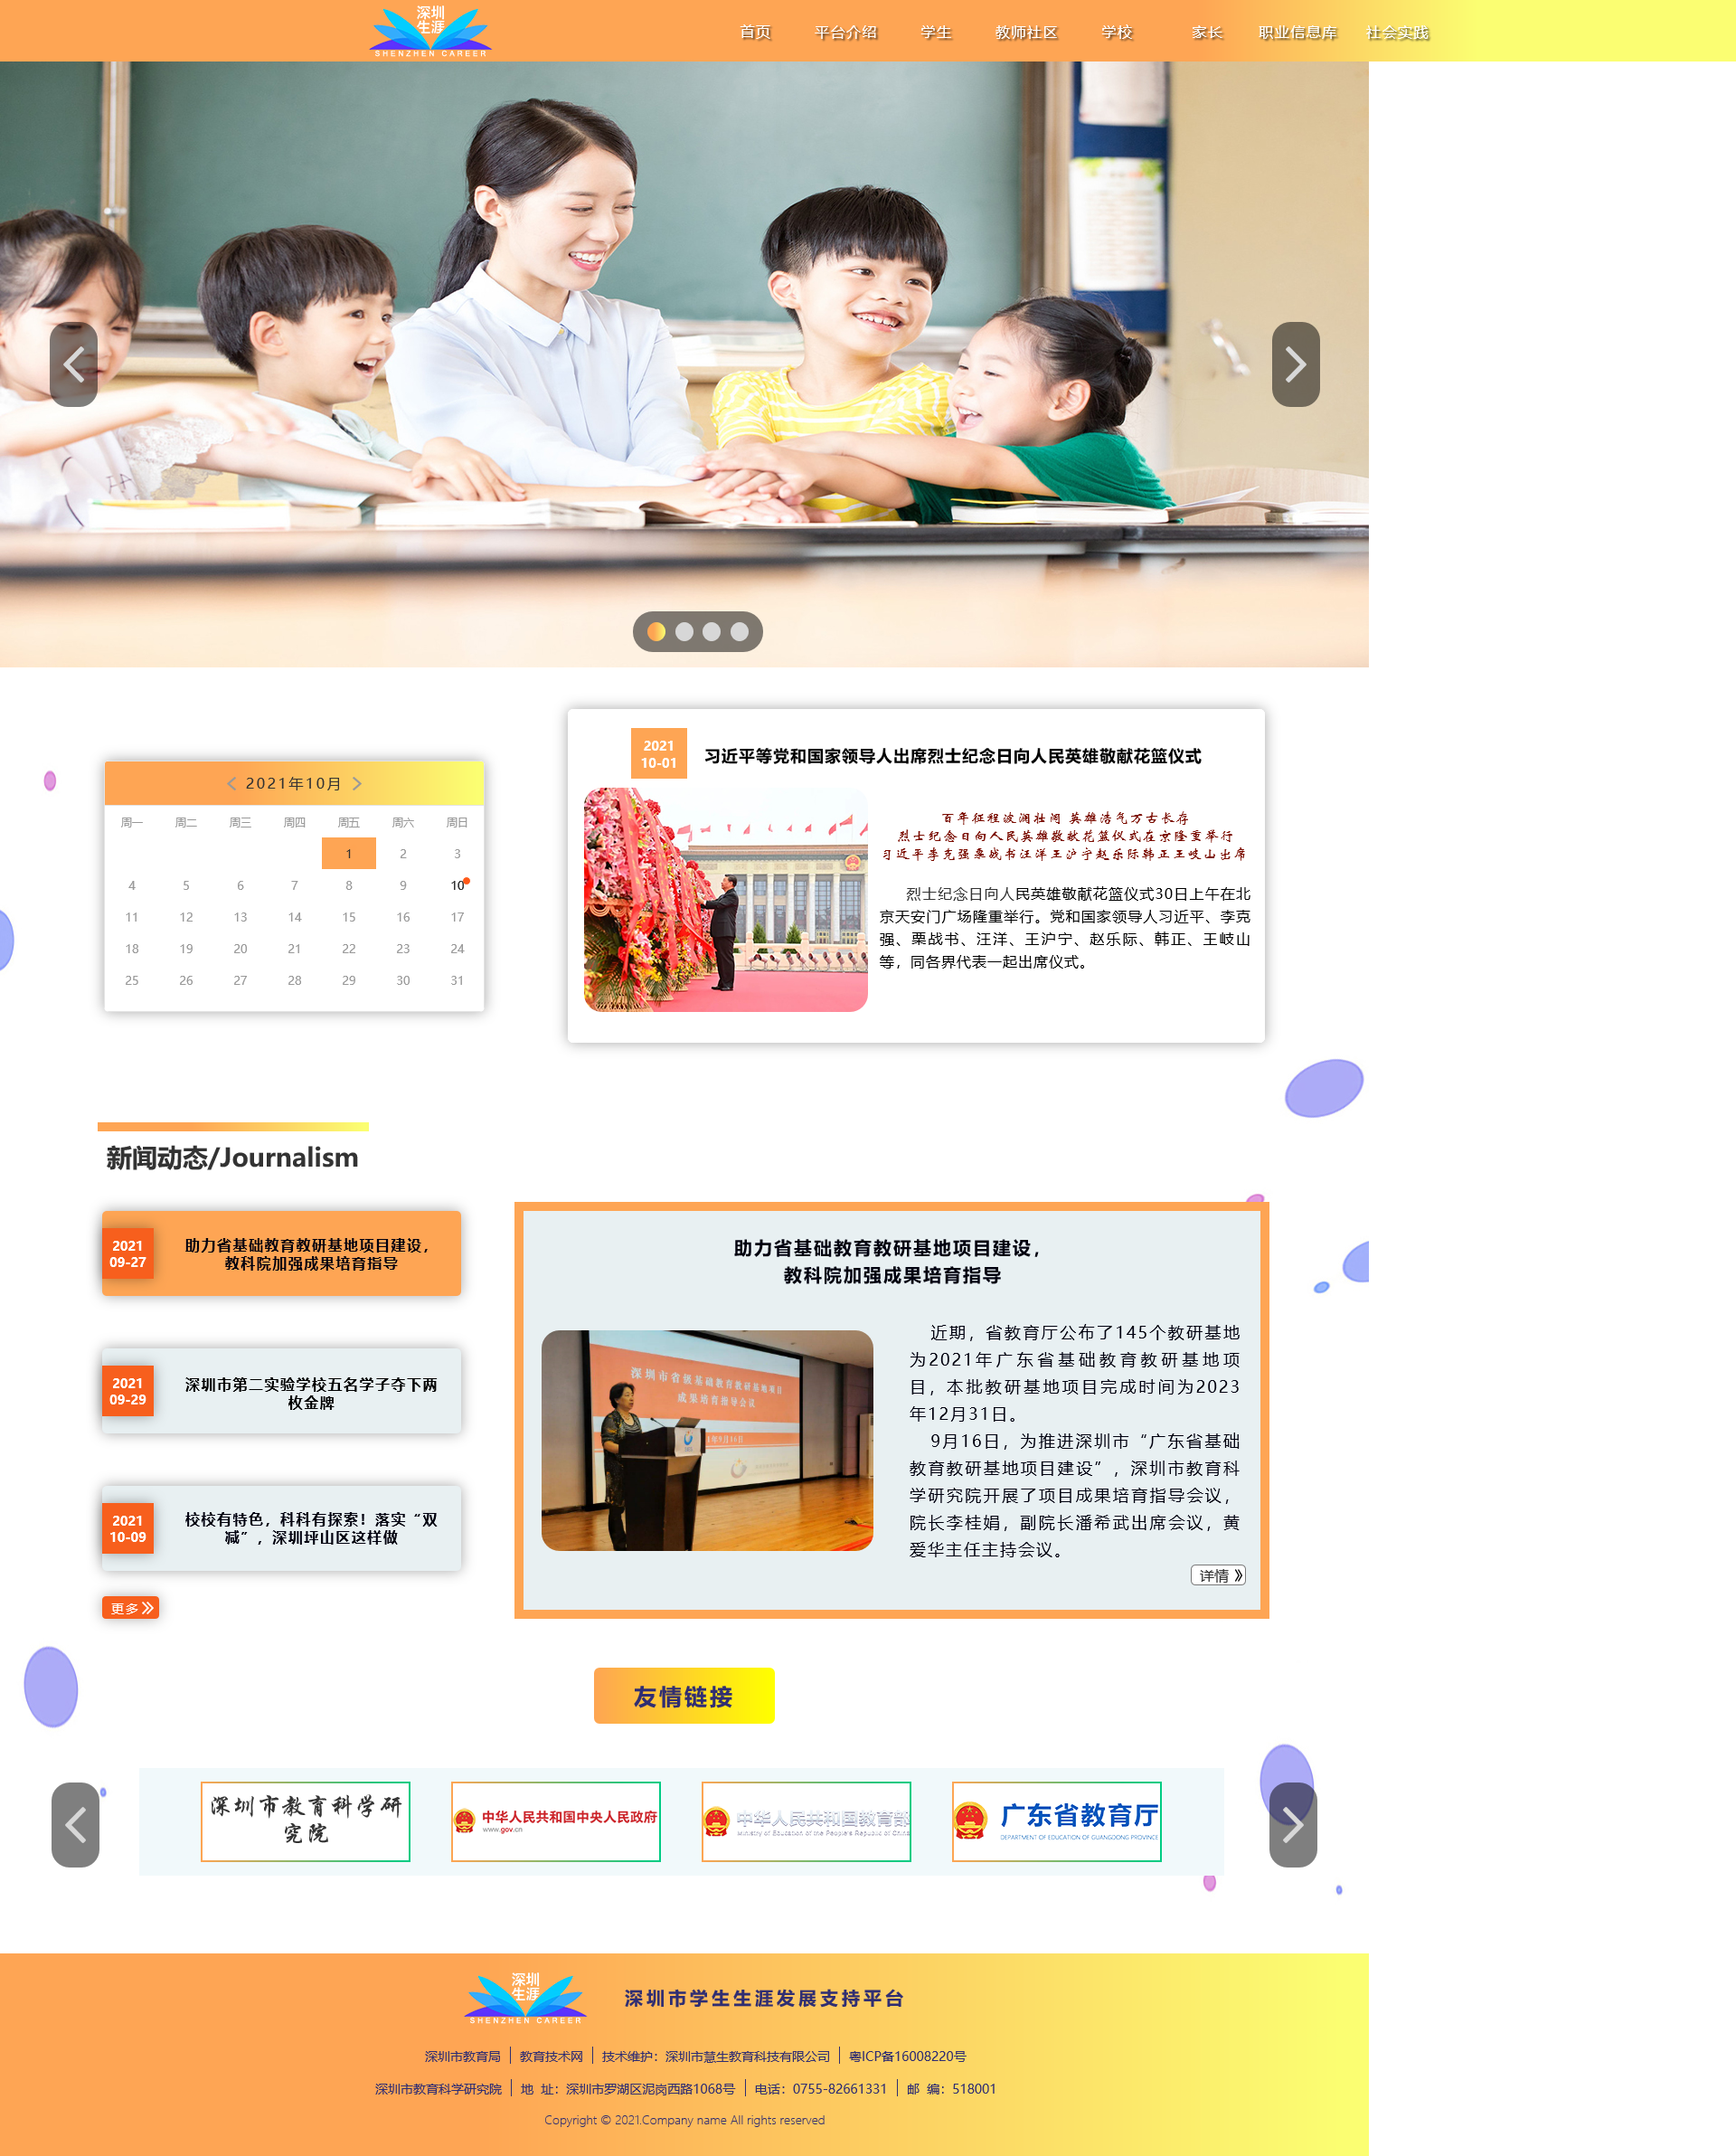 深圳
生涯
SHENZHEN CAREER
首页 平台介绍 学生 教师社区 学校 家长 职业信息库 社会实践
2021年10月
周一 周二 周三 周四 周五 周六 周日
1 2 3
4 5 6 7 8 9 10
11 12 13 14 15 16 17
18 19 20 21 22 23 24
25 26 27 28 29 30 31
2021
10-01
习近平等党和国家领导人出席烈士纪念日向人民英雄敬献花篮仪式
百年征程波澜壮阔 英雄浩气万古长存
烈士纪念日向人民英雄敬献花篮仪式在京隆重举行
习近平李克强栗战书汪洋王沪宁赵乐际韩正王岐山出席
烈士纪念日向人民英雄敬献花篮仪式30日上午在北
京天安门广场隆重举行。党和国家领导人习近平、李克
强、栗战书、汪洋、王沪宁、赵乐际、韩正、王岐山
等，同各界代表一起出席仪式。
新闻动态/Journalism
2021
09-27
助力省基础教育教研基地项目建设，
教科院加强成果培育指导
2021
09-29
深圳市第二实验学校五名学子夺下两
枚金牌
2021
10-09
校校有特色，科科有探索！落实“双
减”，深圳坪山区这样做
更多
助力省基础教育教研基地项目建设，
教科院加强成果培育指导
深圳市省级基础教育教研基地项目
成果培育指导会议
1年9月16日
近期，省教育厅公布了145个教研基地
为2021年广东省基础教育教研基地项
目，本批教研基地项目完成时间为2023
年12月31日。
9月16日，为推进深圳市“广东省基础
教育教研基地项目建设”，深圳市教育科
学研究院开展了项目成果培育指导会议，
院长李桂娟，副院长潘希武出席会议，黄
爱华主任主持会议。
详情
友情链接
深圳市教育科学研
究院
中华人民共和国中央人民政府
www.gov.cn
中华人民共和国教育部
Ministry of Education of the People's Republic of China
广东省教育厅
DEPARTMENT OF EDUCATION OF GUANGDONG PROVINCE
深圳
生涯
SHENZHEN CAREER
深圳市学生生涯发展支持平台
深圳市教育局 教育技术网 技术维护：深圳市慧生教育科技有限公司 粤ICP备16008220号
深圳市教育科学研究院 地 址：深圳市罗湖区泥岗西路1068号 电话：0755-82661331 邮 编：518001
Copyright © 2021.Company name All rights reserved